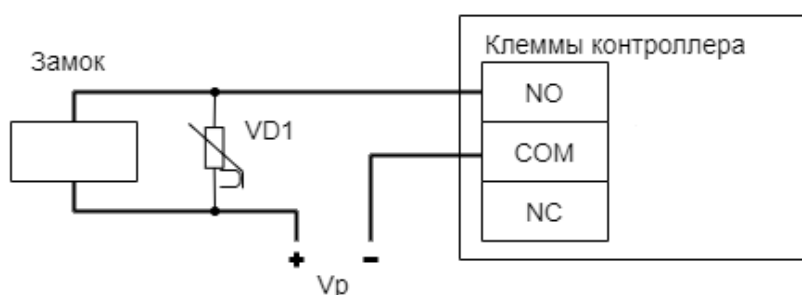 Клеммы контроллера
Замок
NO
VD1
COM
NC
+ -
Vp